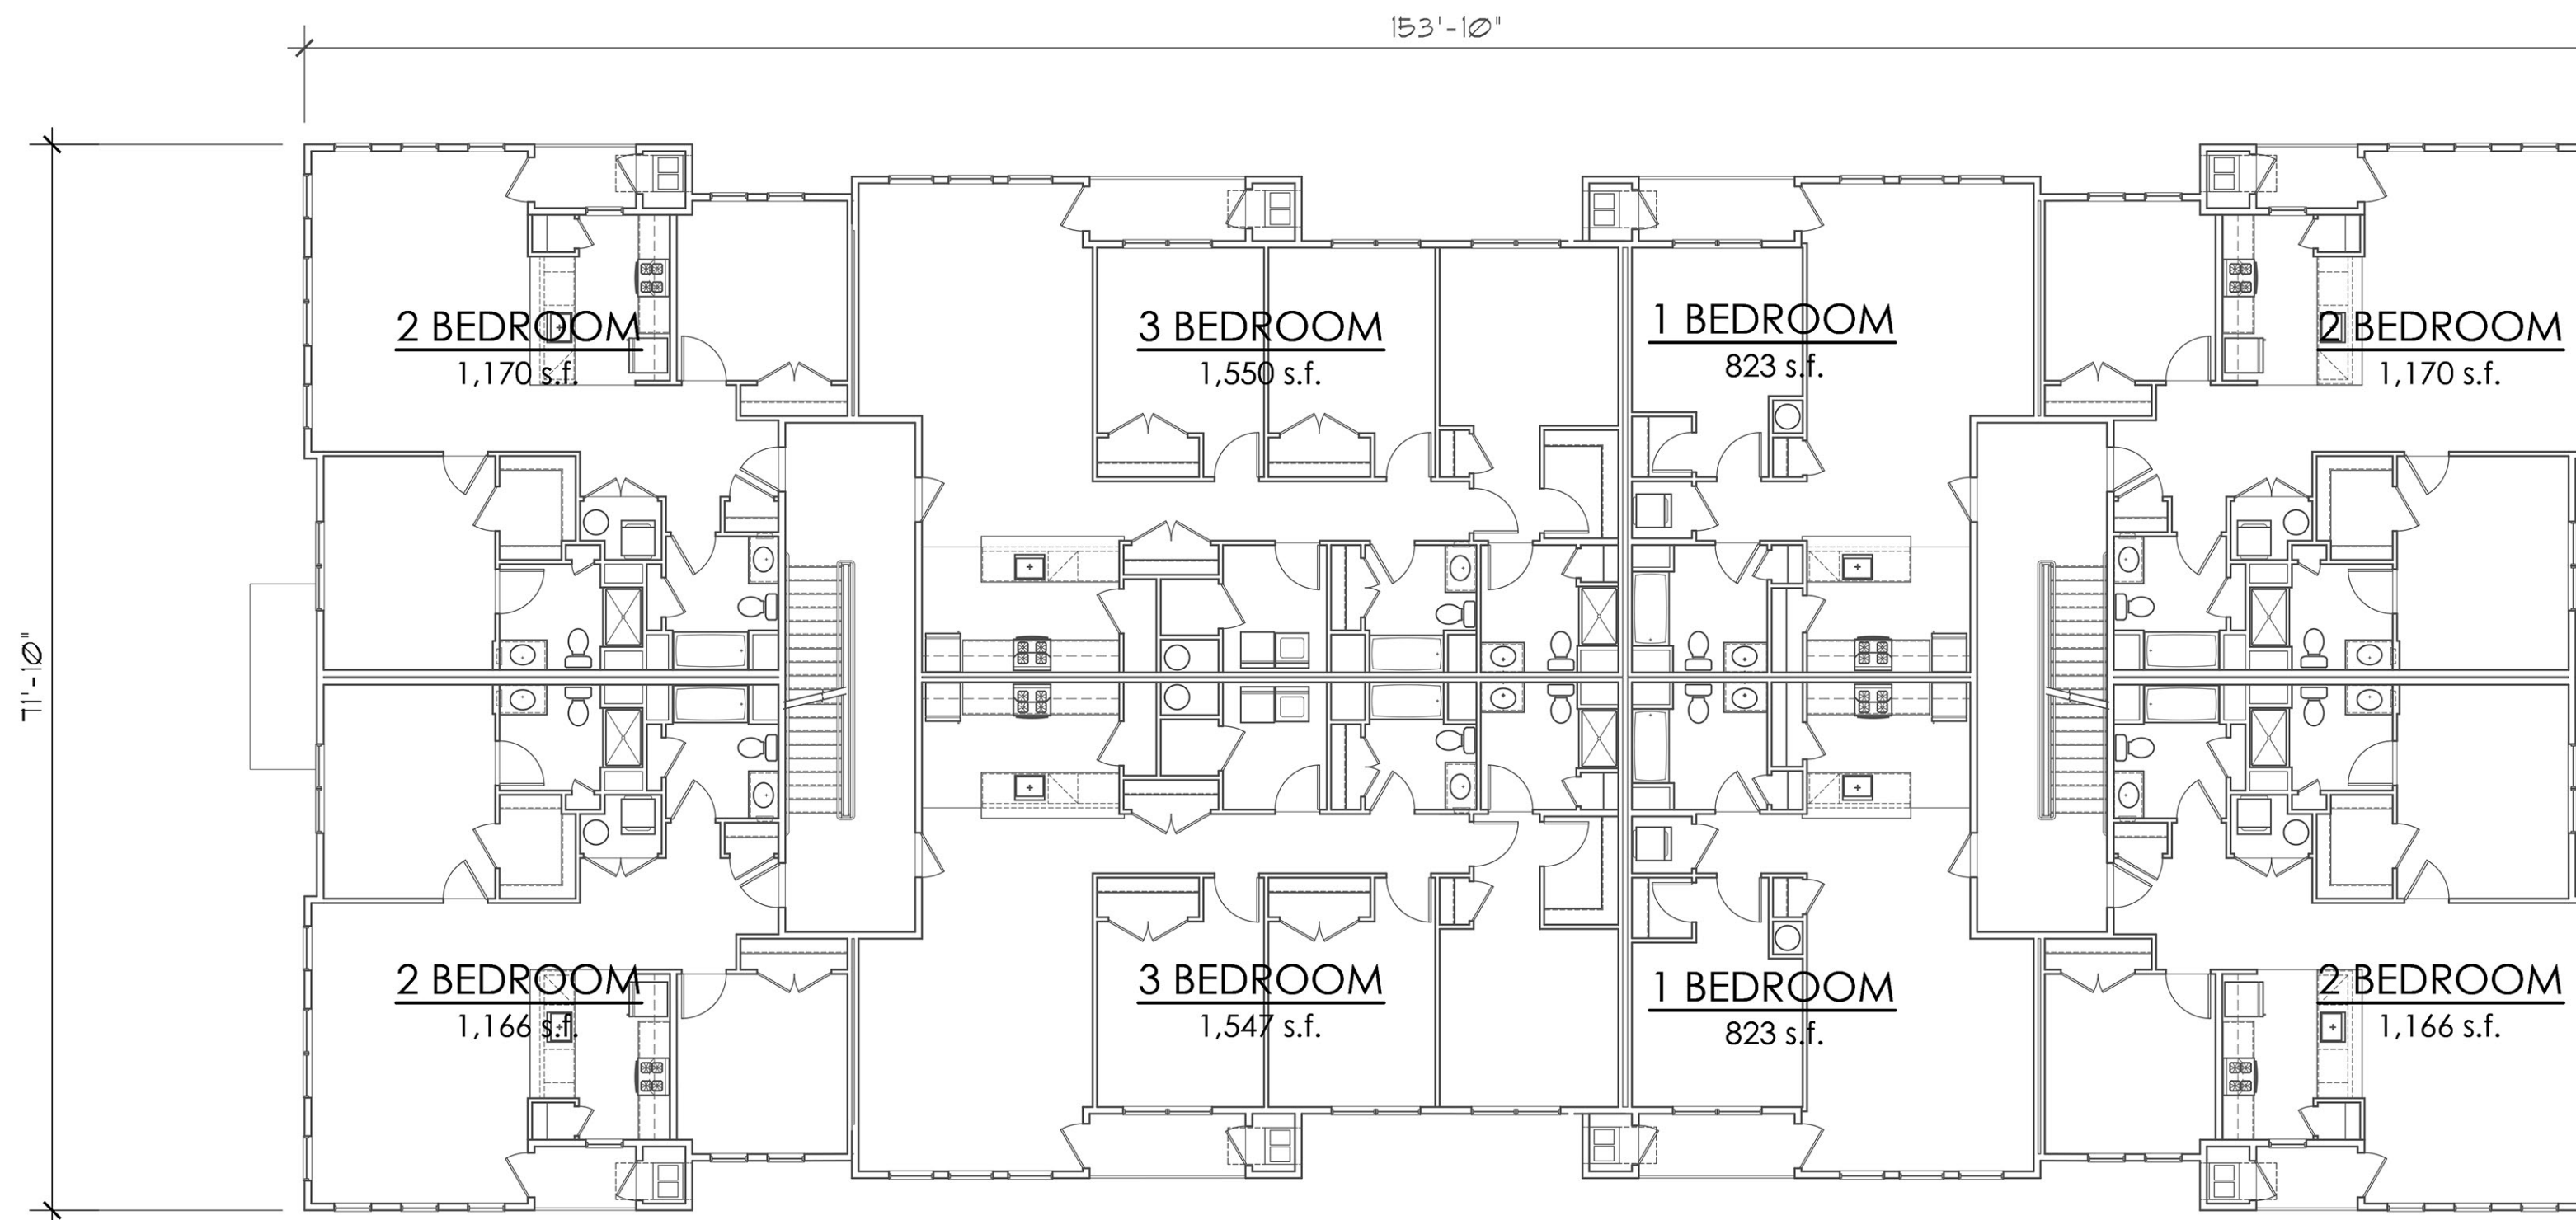 153'-10"
2 BEDROOM
1,170 s.f.
3 BEDROOM
1,550 s.f.
1 BEDROOM
823 s.f.
2 BEDROOM
1,170 s.f.
71'-10"
2 BEDROOM
1,166 s.f.
3 BEDROOM
1,547 s.f.
1 BEDROOM
823 s.f.
2 BEDROOM
1,166 s.f.